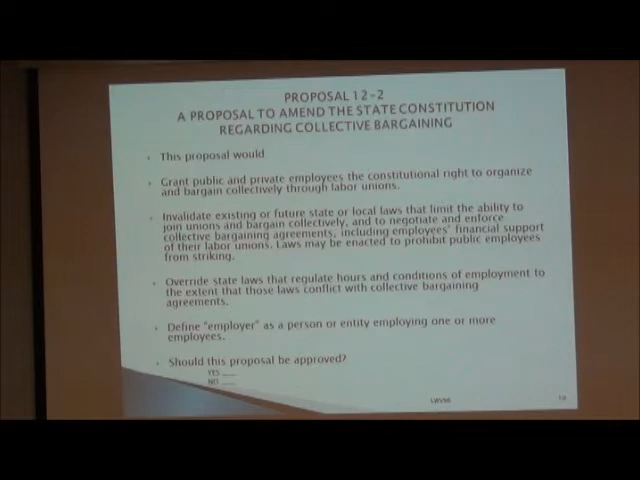 PROPOSAL 12-2
A PROPOSAL TO AMEND THE STATE CONSTITUTION
REGARDING COLLECTIVE BARGAINING
This proposal would
Grant public and private employees the constitutional right to organize
and bargain collectively through labor unions.
Invalidate existing or future state or local laws that limit the ability to
join unions and bargain collectively, and to negotiate and enforce
collective bargaining agreements, including employees' financial support
of their labor unions. Laws may be enacted to prohibit public employees
from striking.
Override state laws that regulate hours and conditions of employment to
the extent that those laws conflict with collective bargaining
agreements.
Define "employer" as a person or entity employing one or more
employees.
Should this proposal be approved?
YES ___
NO ___